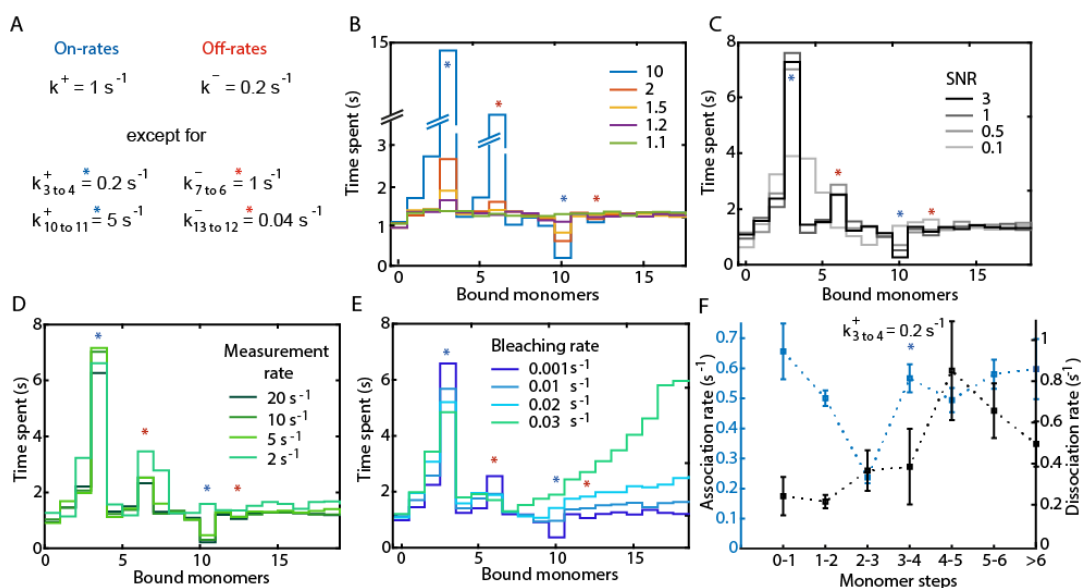 A
On-rates Off-rates
k+ = 1 s-1 k- = 0.2 s-1
except for
k+ 3 to 4 * = 0.2 s-1 k- 7 to 6 * = 1 s-1
k+ 10 to 11 * = 5 s-1 k- 13 to 12 * = 0.04 s-1
B
Time spent (s)
15
3
2
1
0
0 5 10 15
Bound monomers
* * * *
10
2
1.5
1.2
1.1
C
Time spent (s)
8
6
4
2
0
0 5 10 15
Bound monomers
* * * *
SNR
3
1
0.5
0.1
D
Time spent (s)
8
6
4
2
0
0 5 10 15
Bound monomers
* * * *
Measurement
rate
20 s-1
10 s-1
5 s-1
2 s-1
E
Time spent (s)
8
6
4
2
0
0 5 10 15
Bound monomers
* * * *
Bleaching rate
0.001 s-1
0.01 s-1
0.02 s-1
0.03 s-1
F
k+ 3 to 4 = 0.2 s-1
*
Association rate (s-1)
0.7
0.6
0.5
0.4
0.3
0.2
0.1
0
Dissociation rate (s-1)
1
0.8
0.6
0.4
0.2
0
0-1 1-2 2-3 3-4 4-5 5-6 >6
Monomer steps